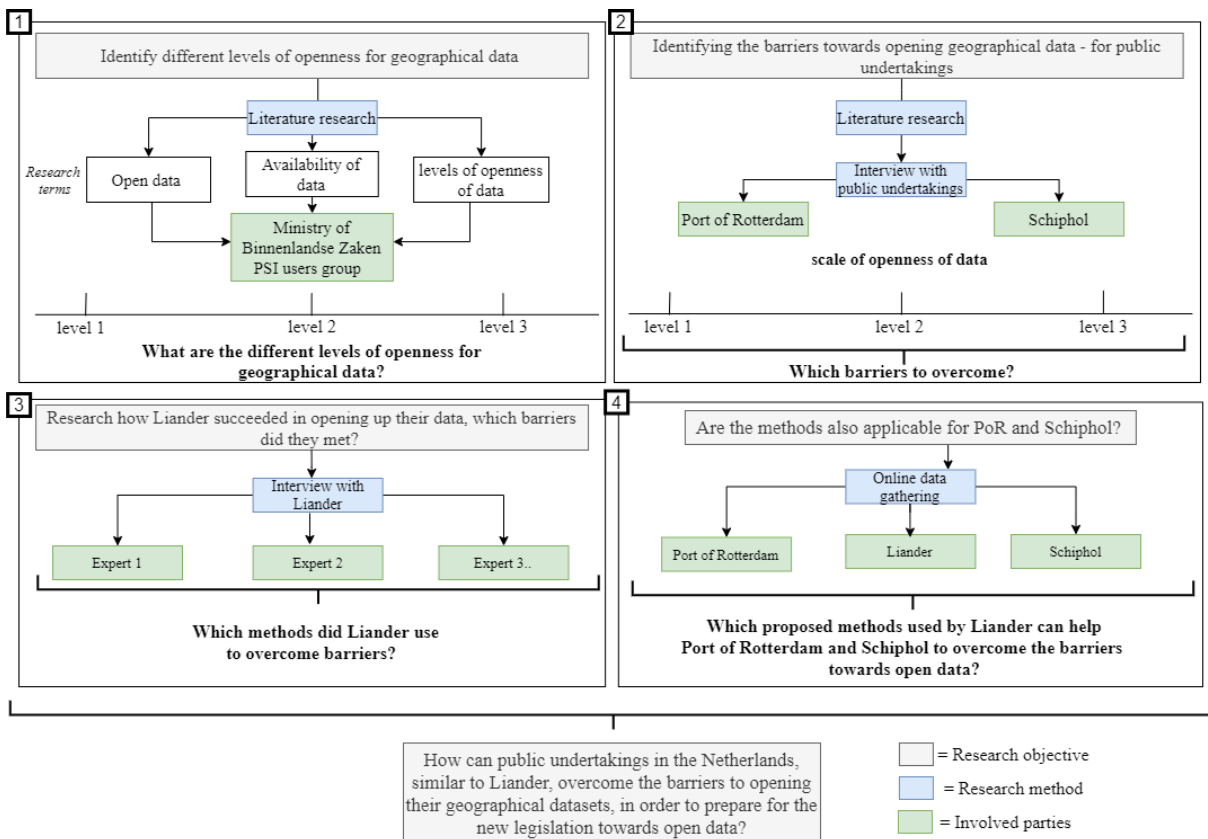 1
Identify different levels of openness for geographical data
Literature research
Research
terms
Open data
Availability of
data
levels of openness
of data
Ministry of
Binnenlandse Zaken
PSI users group
level 1
level 2
level 3
What are the different levels of openness for
geographical data?
2
Identifying the barriers towards opening geographical data - for public
undertakings
Literature research
Interview with
public undertakings
Port of Rotterdam
Schiphol
scale of openness of data
level 1
level 2
level 3
Which barriers to overcome?
3
Research how Liander succeeded in opening up their data, which barriers
did they met?
Interview with
Liander
Expert 1
Expert 2
Expert 3..
Which methods did Liander use
to overcome barriers?
4
Are the methods also applicable for PoR and Schiphol?
Online data
gathering
Port of Rotterdam
Liander
Schiphol
Which proposed methods used by Liander can help
Port of Rotterdam and Schiphol to overcome the barriers
towards open data?
How can public undertakings in the Netherlands,
similar to Liander, overcome the barriers to opening
their geographical datasets, in order to prepare for the
new legislation towards open data?
= Research objective
= Research method
= Involved parties